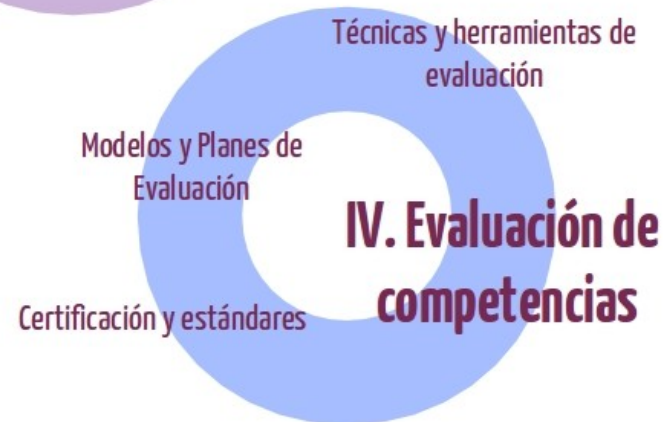 Técnicas y herramientas de
evaluación
Modelos y Planes de
Evaluación
IV. Evaluación de
competencias
Certificación y estándares